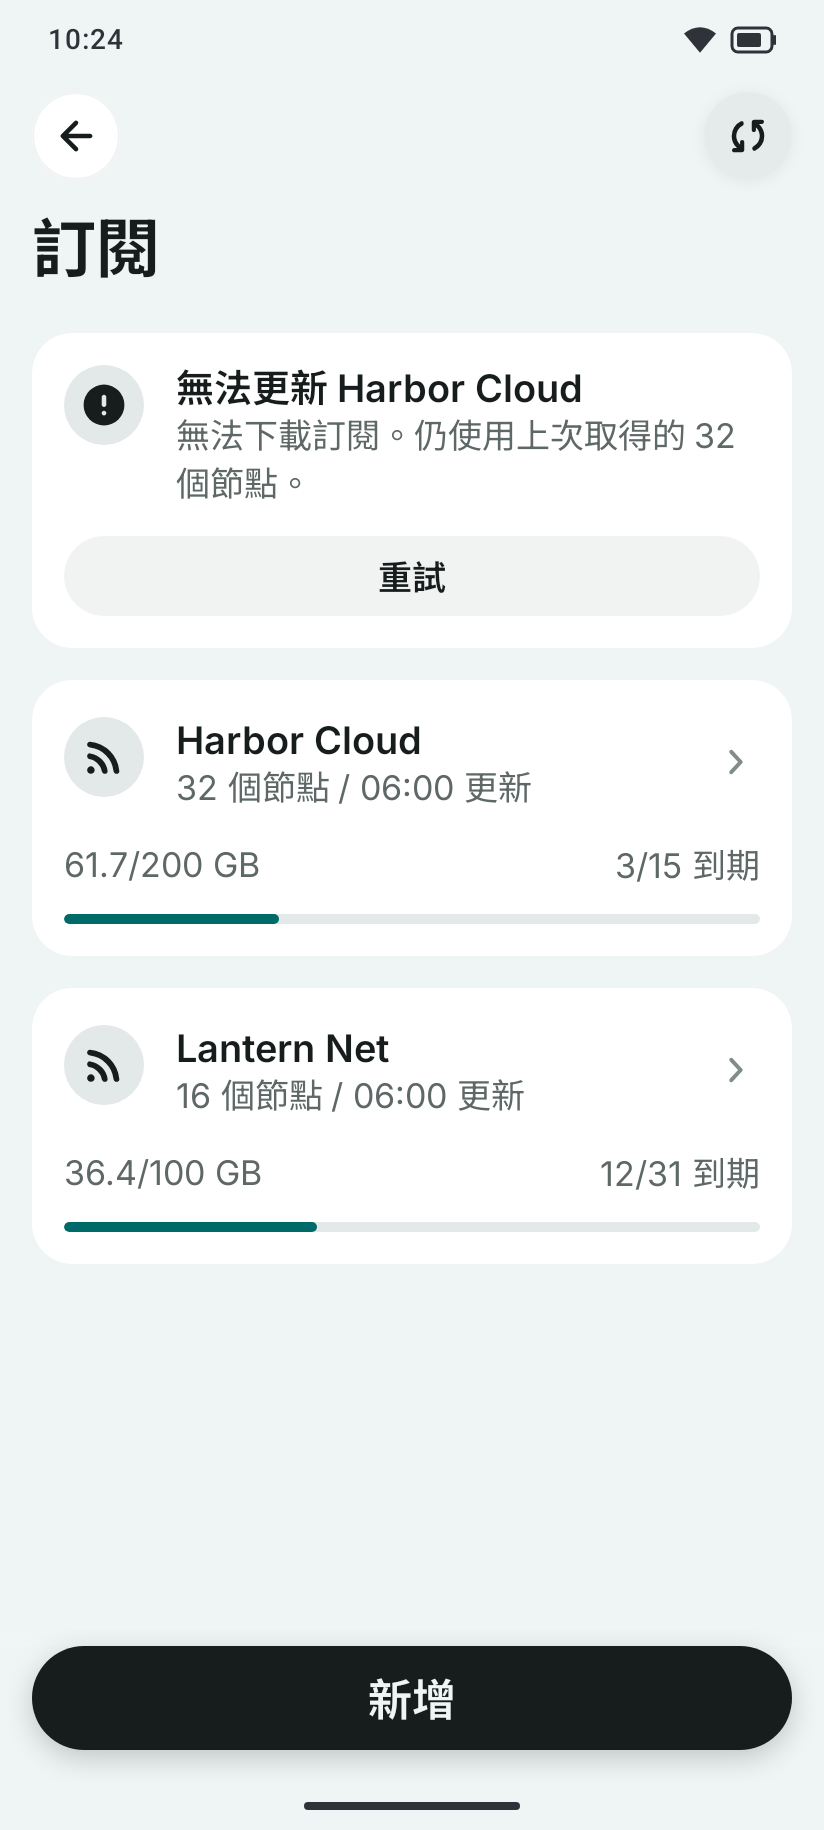 10:24
訂閱
無法更新 Harbor Cloud
無法下載訂閱。仍使用上次取得的 32
個節點。
重試
Harbor Cloud
32 個節點 / 06:00 更新
61.7/200 GB
3/15 到期
Lantern Net
16 個節點 / 06:00 更新
36.4/100 GB
12/31 到期
新增